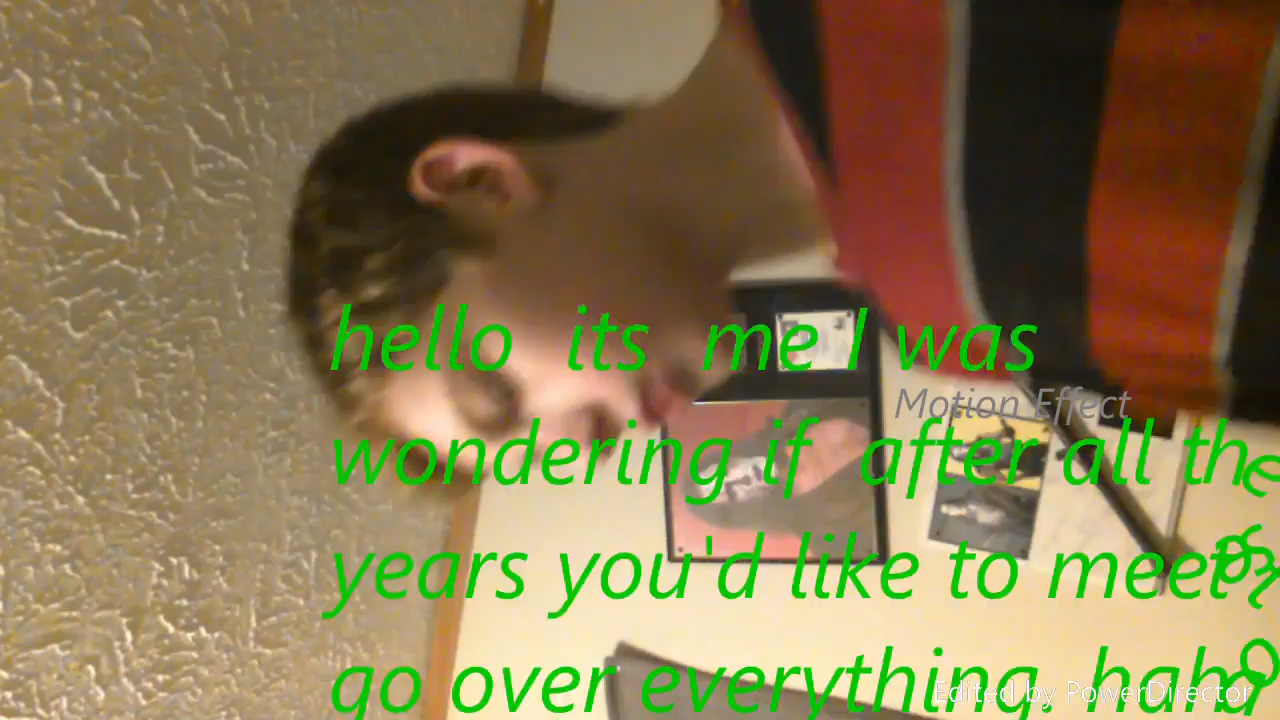 hello its me I was
Motion Effect
wondering if after all the
years you'd like to meet
go over everything. haha
Edited by PowerDirector